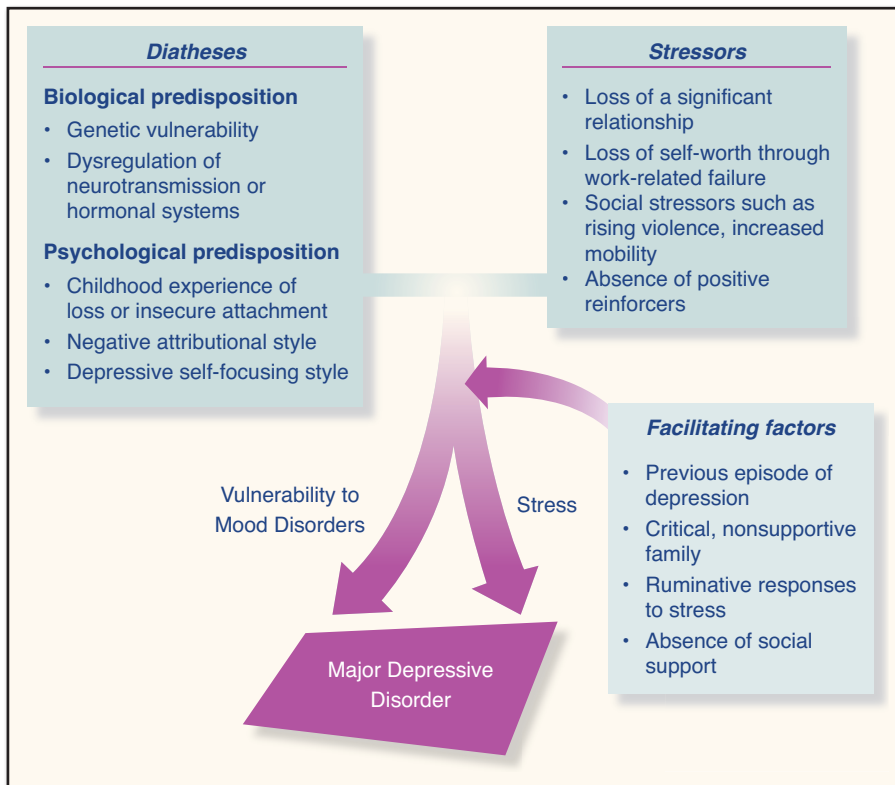 Diatheses
Biological predisposition
• Genetic vulnerability
• Dysregulation of
neurotransmission or
hormonal systems
Psychological predisposition
• Childhood experience of
loss or insecure attachment
• Negative attributional style
• Depressive self-focusing style
Stressors
• Loss of a significant
relationship
• Loss of self-worth through
work-related failure
• Social stressors such as
rising violence, increased
mobility
• Absence of positive
reinforcers
Facilitating factors
• Previous episode of
depression
• Critical, nonsupportive
family
• Ruminative responses
to stress
• Absence of social
support
Vulnerability to
Mood Disorders
Stress
Major Depressive
Disorder